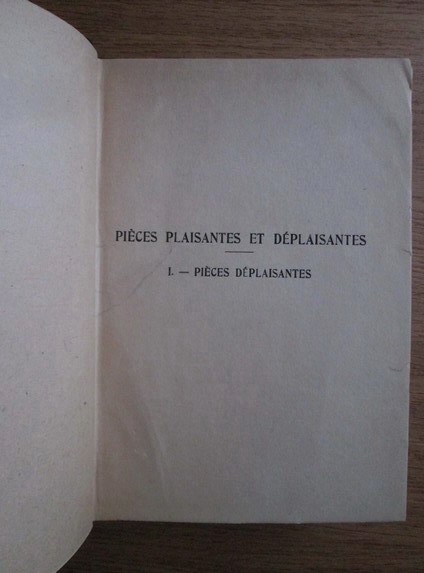 PIÈCES PLAISANTES ET DÉPLAISANTES
I. — PIÈCES DÉPLAISANTES